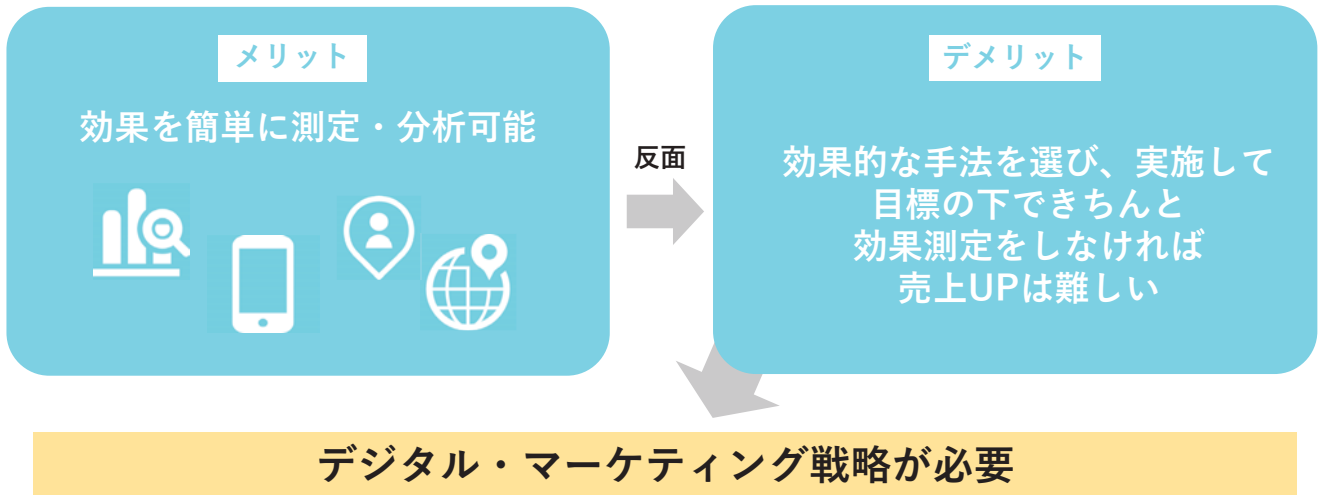 メリット
効果を簡単に測定・分析可能
反面
デメリット
効果的な手法を選び、実施して
目標の下できちんと
効果測定をしなければ
売上UPは難しい
デジタル・マーケティング戦略が必要